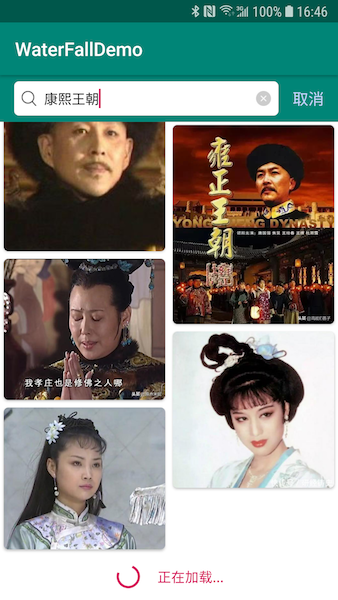 100% 16:46
WaterFallDemo
康熙王朝
取消
雍正王朝
YONGZHENG DYNASTY
我孝庄也是修佛之人哪
正在加载...